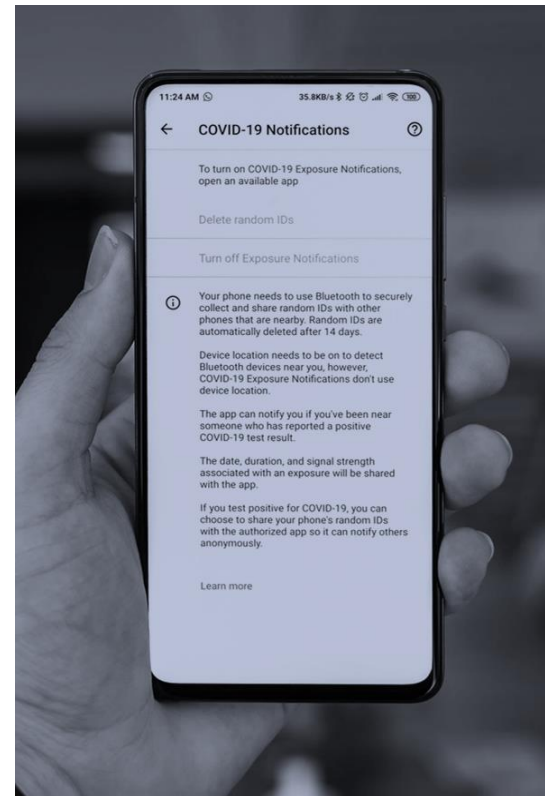 11:24 AM 35.8KB/s 100
COVID-19 Notifications
To turn on COVID-19 Exposure Notifications,
open an available app
Delete random IDs
Turn off Exposure Notifications
Your phone needs to use Bluetooth to securely
collect and share random IDs with other
phones that are nearby. Random IDs are
automatically deleted after 14 days.
Device location needs to be on to detect
Bluetooth devices near you, however,
COVID-19 Exposure Notifications don't use
device location.
The app can notify you if you've been near
someone who has reported a positive
COVID-19 test result.
The date, duration, and signal strength
associated with an exposure will be shared
with the app.
If you test positive for COVID-19, you can
choose to share your phone's random IDs
with the authorized app so it can notify others
anonymously.
Learn more